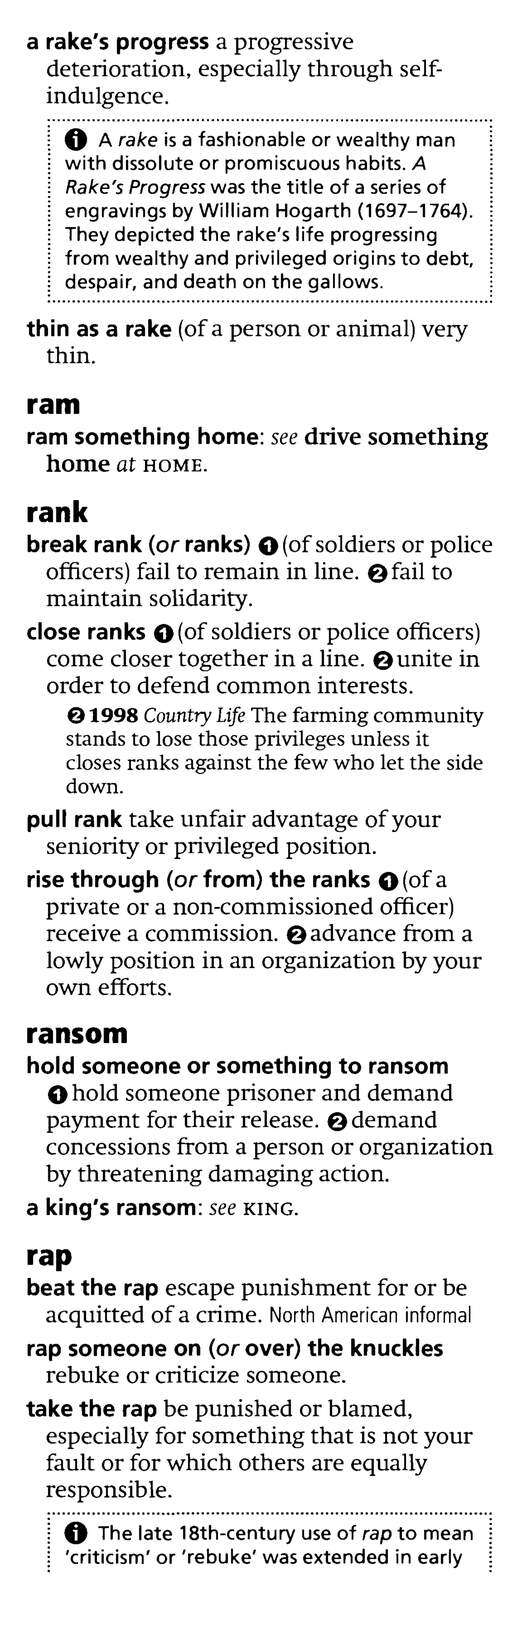 a rake's progress a progressive
deterioration, especially through self-
indulgence.
i A rake is a fashionable or wealthy man
with dissolute or promiscuous habits. A
Rake's Progress was the title of a series of
engravings by William Hogarth (1697–1764).
They depicted the rake's life progressing
from wealthy and privileged origins to debt,
despair, and death on the gallows.
thin as a rake (of a person or animal) very
thin.
ram
ram something home: see drive something
home at HOME.
rank
break rank (or ranks) ❶ (of soldiers or police
officers) fail to remain in line. ❷ fail to
maintain solidarity.
close ranks ❶ (of soldiers or police officers)
come closer together in a line. ❷ unite in
order to defend common interests.
❷ 1998 Country Life The farming community
stands to lose those privileges unless it
closes ranks against the few who let the side
down.
pull rank take unfair advantage of your
seniority or privileged position.
rise through (or from) the ranks ❶ (of a
private or a non-commissioned officer)
receive a commission. ❷ advance from a
lowly position in an organization by your
own efforts.
ransom
hold someone or something to ransom
❶ hold someone prisoner and demand
payment for their release. ❷ demand
concessions from a person or organization
by threatening damaging action.
a king's ransom: see KING.
rap
beat the rap escape punishment for or be
acquitted of a crime. North American informal
rap someone on (or over) the knuckles
rebuke or criticize someone.
take the rap be punished or blamed,
especially for something that is not your
fault or for which others are equally
responsible.
i The late 18th-century use of rap to mean
'criticism' or 'rebuke' was extended in early